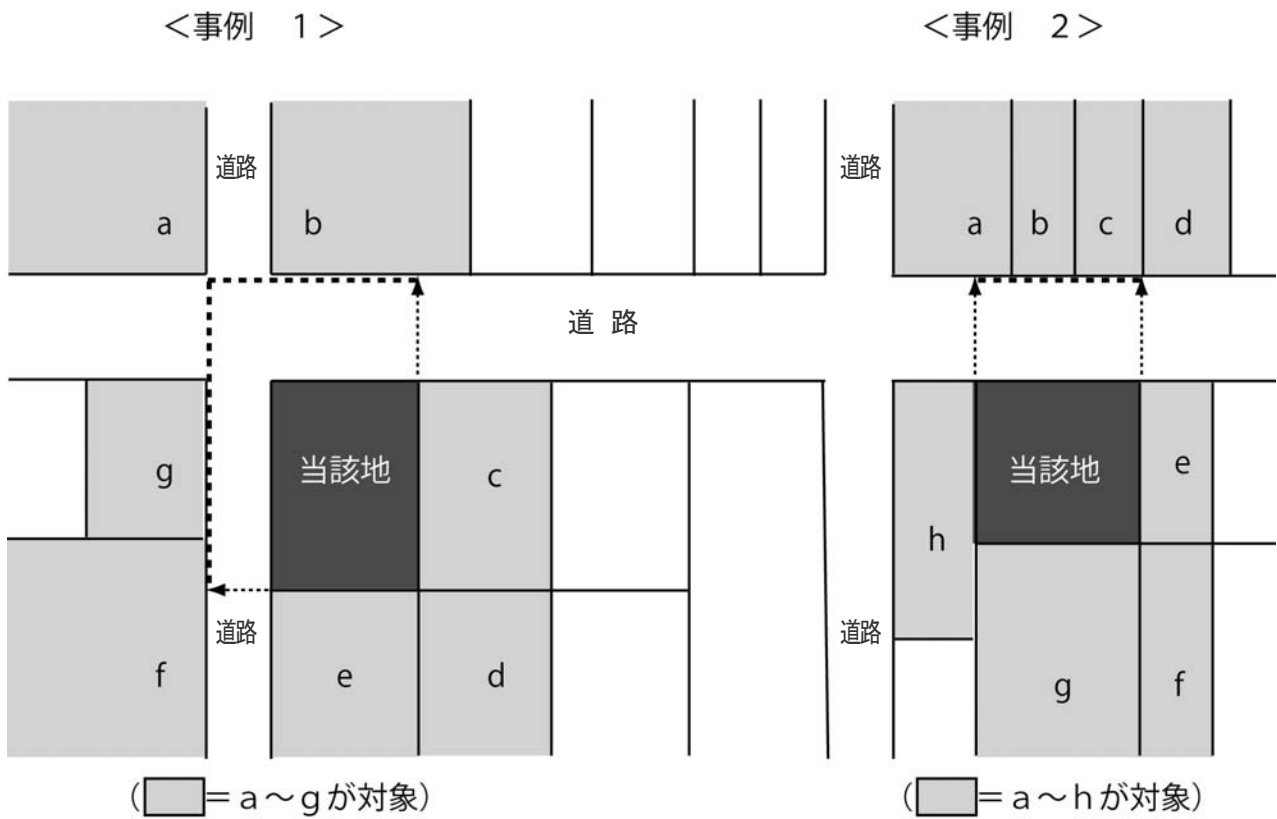 ＜事例　１＞
道路
a
b
道 路
g
当該地
c
f
道路
e
d
（　＝ａ～ｇが対象）
＜事例　２＞
道路
a
b
c
d
当該地
e
h
道路
g
f
（　＝ａ～ｈが対象）